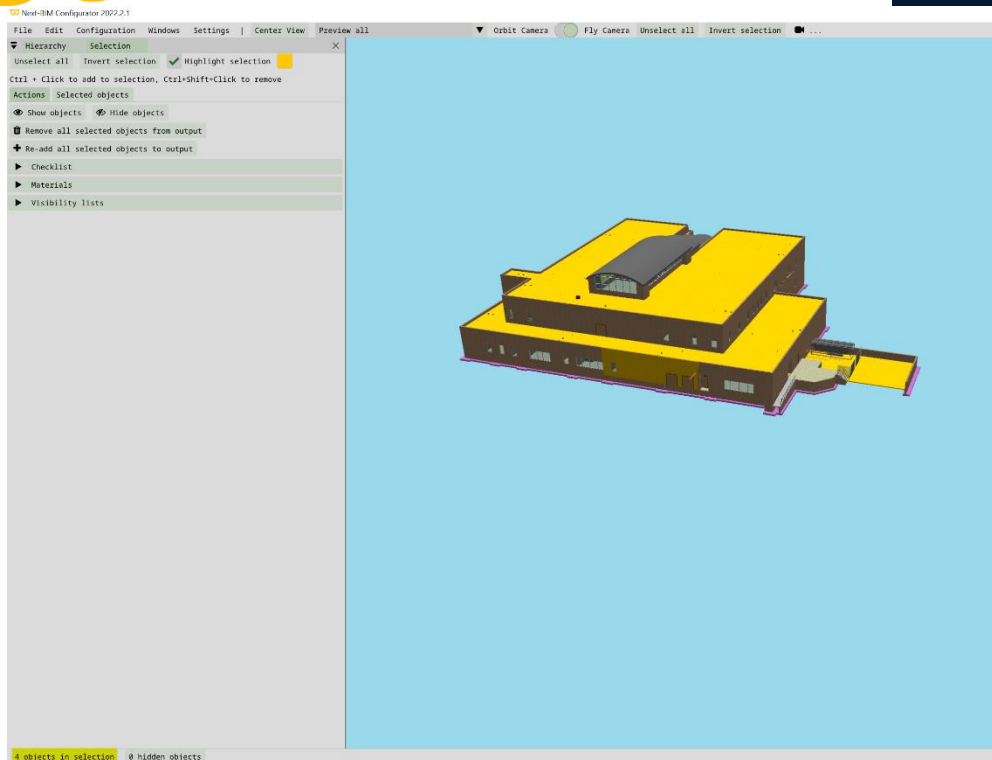 Next-BIM Configurator 2022.2.1
File Edit Configuration Windows Settings | Center View Preview all Orbit Camera Fly Camera Unselect all Invert selection ...
Hierarchy Selection
Unselect all Invert selection Highlight selection
Ctrl + Click to add to selection, Ctrl+Shift+Click to remove
Actions Selected objects
Show objects Hide objects
Remove all selected objects from output
Re-add all selected objects to output
Checklist
Materials
Visibility lists
4 objects in selection 0 hidden objects